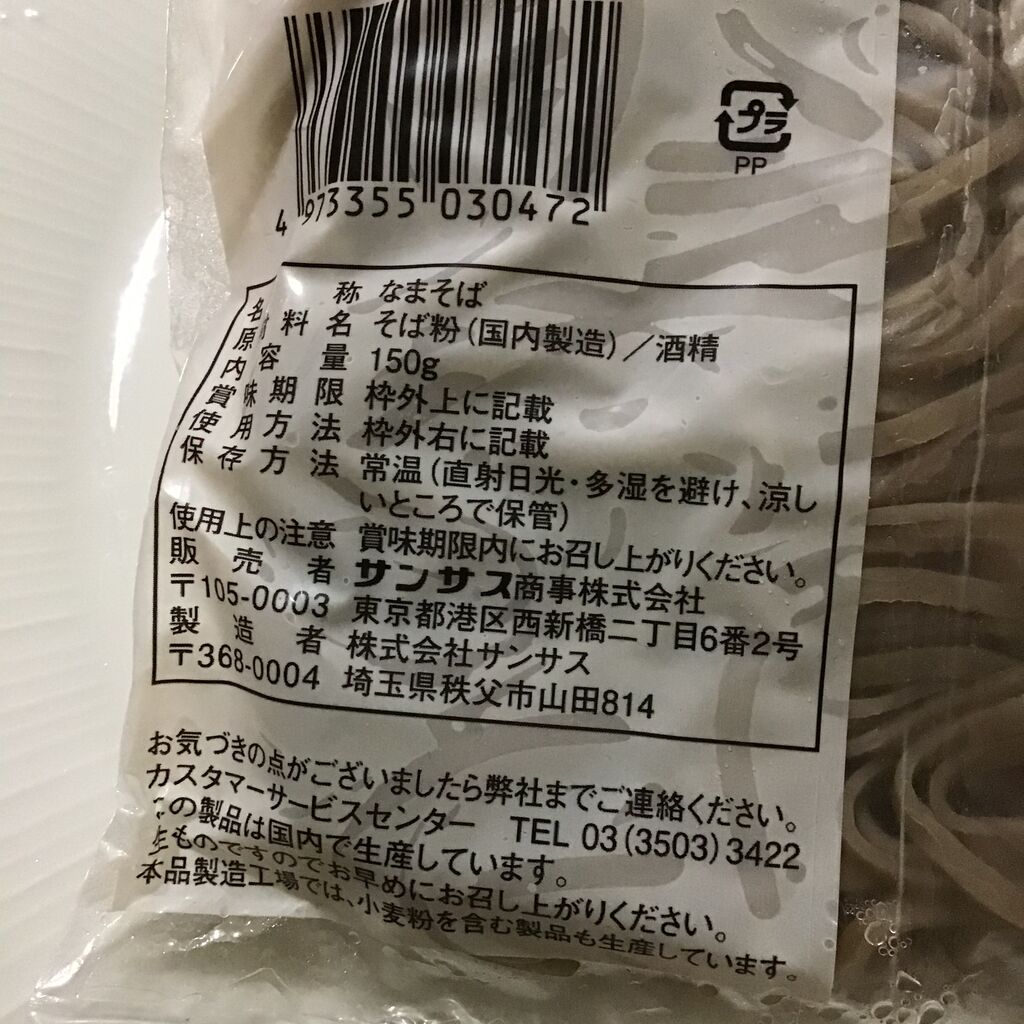 4 973355 030472
プラ
PP
名称 なまそば
原材料名 そば粉(国内製造)/酒精
内容量 150g
賞味期限 枠外上に記載
使用方法 枠外右に記載
保存方法 常温(直射日光・多湿を避け、涼し
いところで保管)
使用上の注意 賞味期限内にお召し上がりください。
販売者 サンサス商事株式会社
〒105-0003 東京都港区西新橋二丁目6番2号
製造者 株式会社サンサス
〒368-0004 埼玉県秩父市山田814
お気づきの点がございましたら弊社までご連絡ください。
カスタマーサービスセンター TEL 03(3503)3422
この製品は国内で生産しています。
生ものですのでお早めにお召し上がりください。
本品製造工場では、小麦粉を含む製品も生産しています。